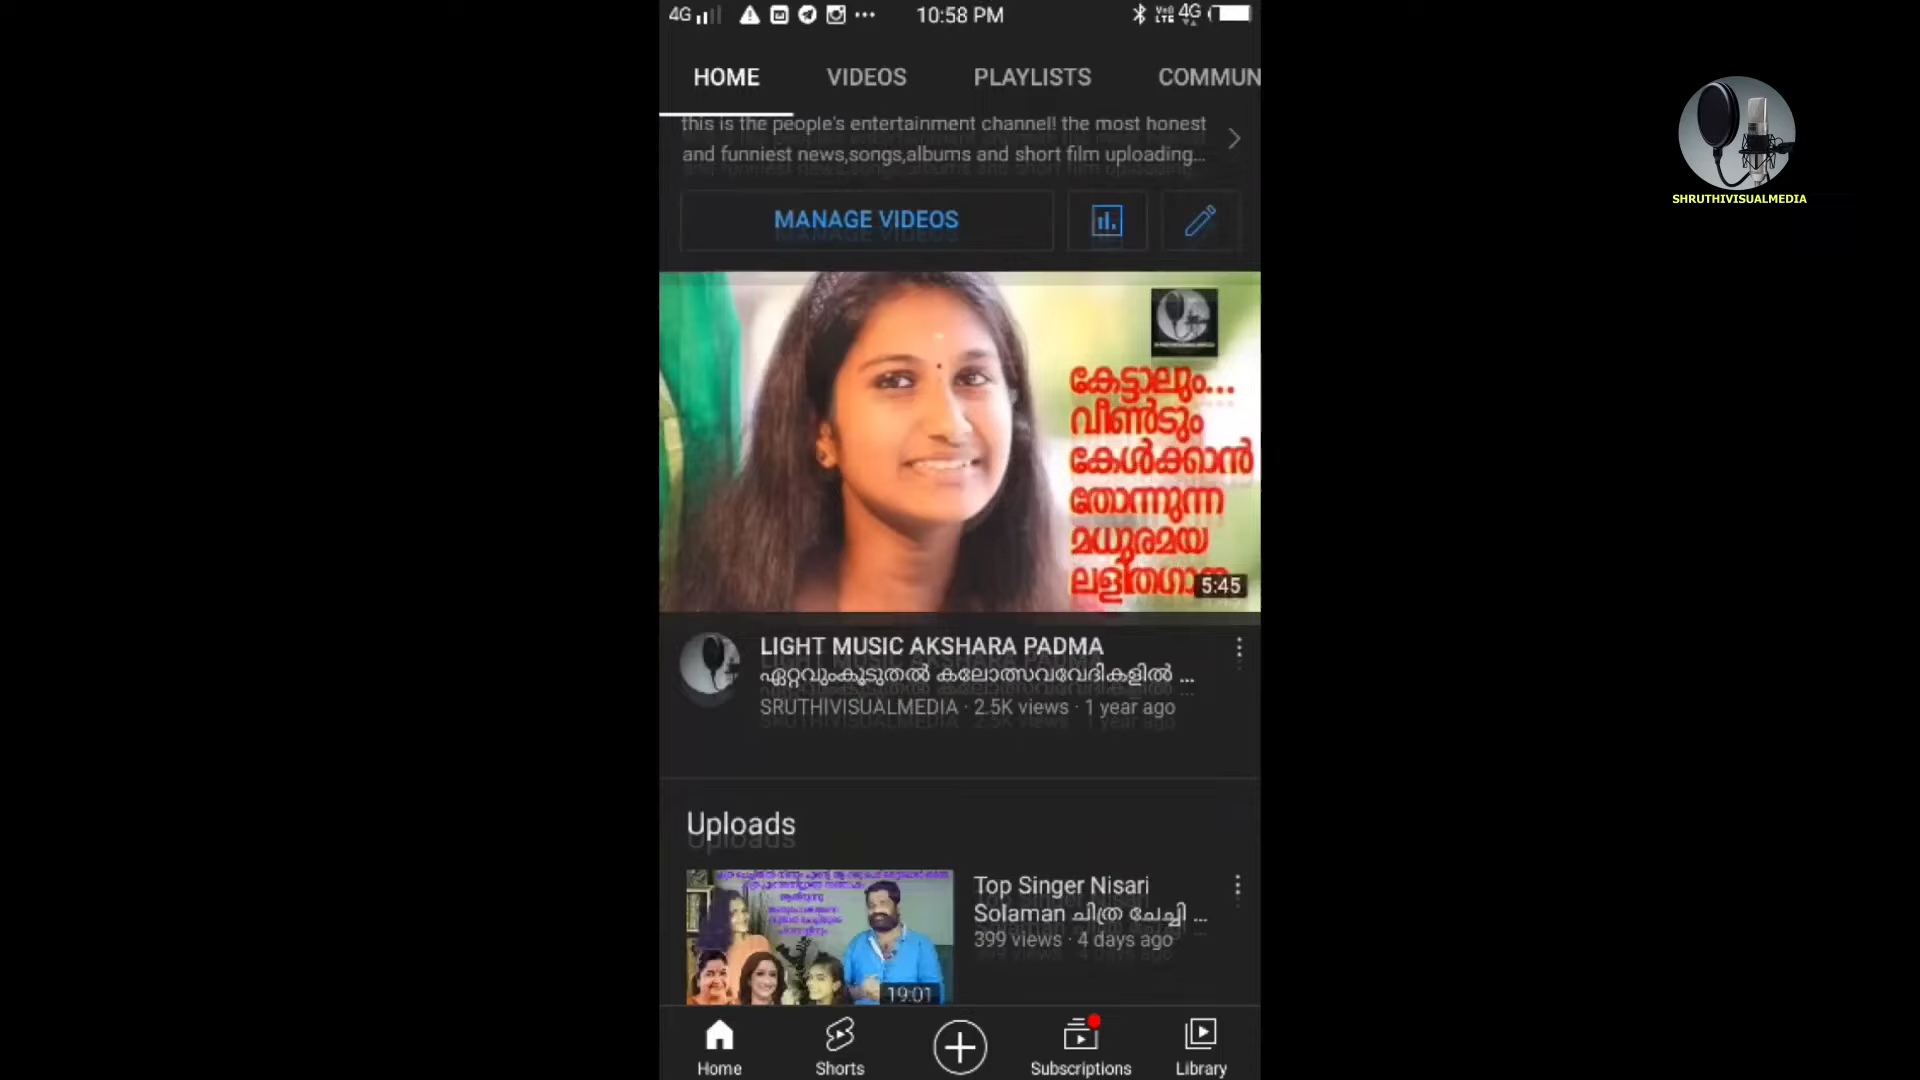 4G
10:58 PM
VoLTE 4G
HOME
VIDEOS
PLAYLISTS
COMMUN
this is the people's entertainment channel! the most honest
and funniest news,songs,albums and short film uploading...
MANAGE VIDEOS
SHRUTHIVISUALMEDIA
കേട്ടാലും...
വീൺടും
കേൾക്കാൻ
തോന്നുന്ന
മധുരമയ
5:45
LIGHT MUSIC AKSHARA PADMA
ഏറ്റവുംകൂടുതൽ കലോത്സവവേദികളിൽ ...
SRUTHIVISUALMEDIA · 2.5K views · 1 year ago
Uploads
Top Singer Nisari
Solaman ചിത്ര ചേച്ചി ...
399 views · 4 days ago
19:01
Home
Shorts
Subscriptions
Library